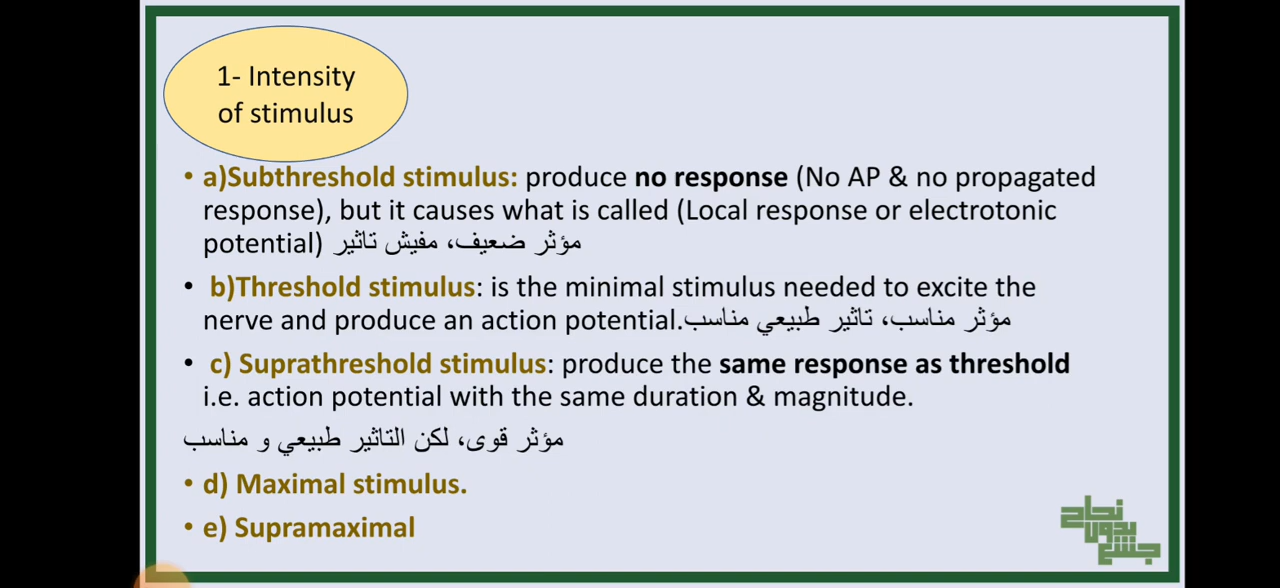 1- Intensity
of stimulus
• a)Subthreshold stimulus: produce no response (No AP & no propagated
response), but it causes what is called (Local response or electrotonic
potential) مؤثر ضعيف، مفيش تاثير
• b)Threshold stimulus: is the minimal stimulus needed to excite the
nerve and produce an action potential.مؤثر مناسب، تاثير طبيعي مناسب
• c) Suprathreshold stimulus: produce the same response as threshold
i.e. action potential with the same duration & magnitude.
مؤثر قوى، لكن التاثير طبيعي و مناسب
• d) Maximal stimulus.
• e) Supramaximal
نجاح
بدون
جشع